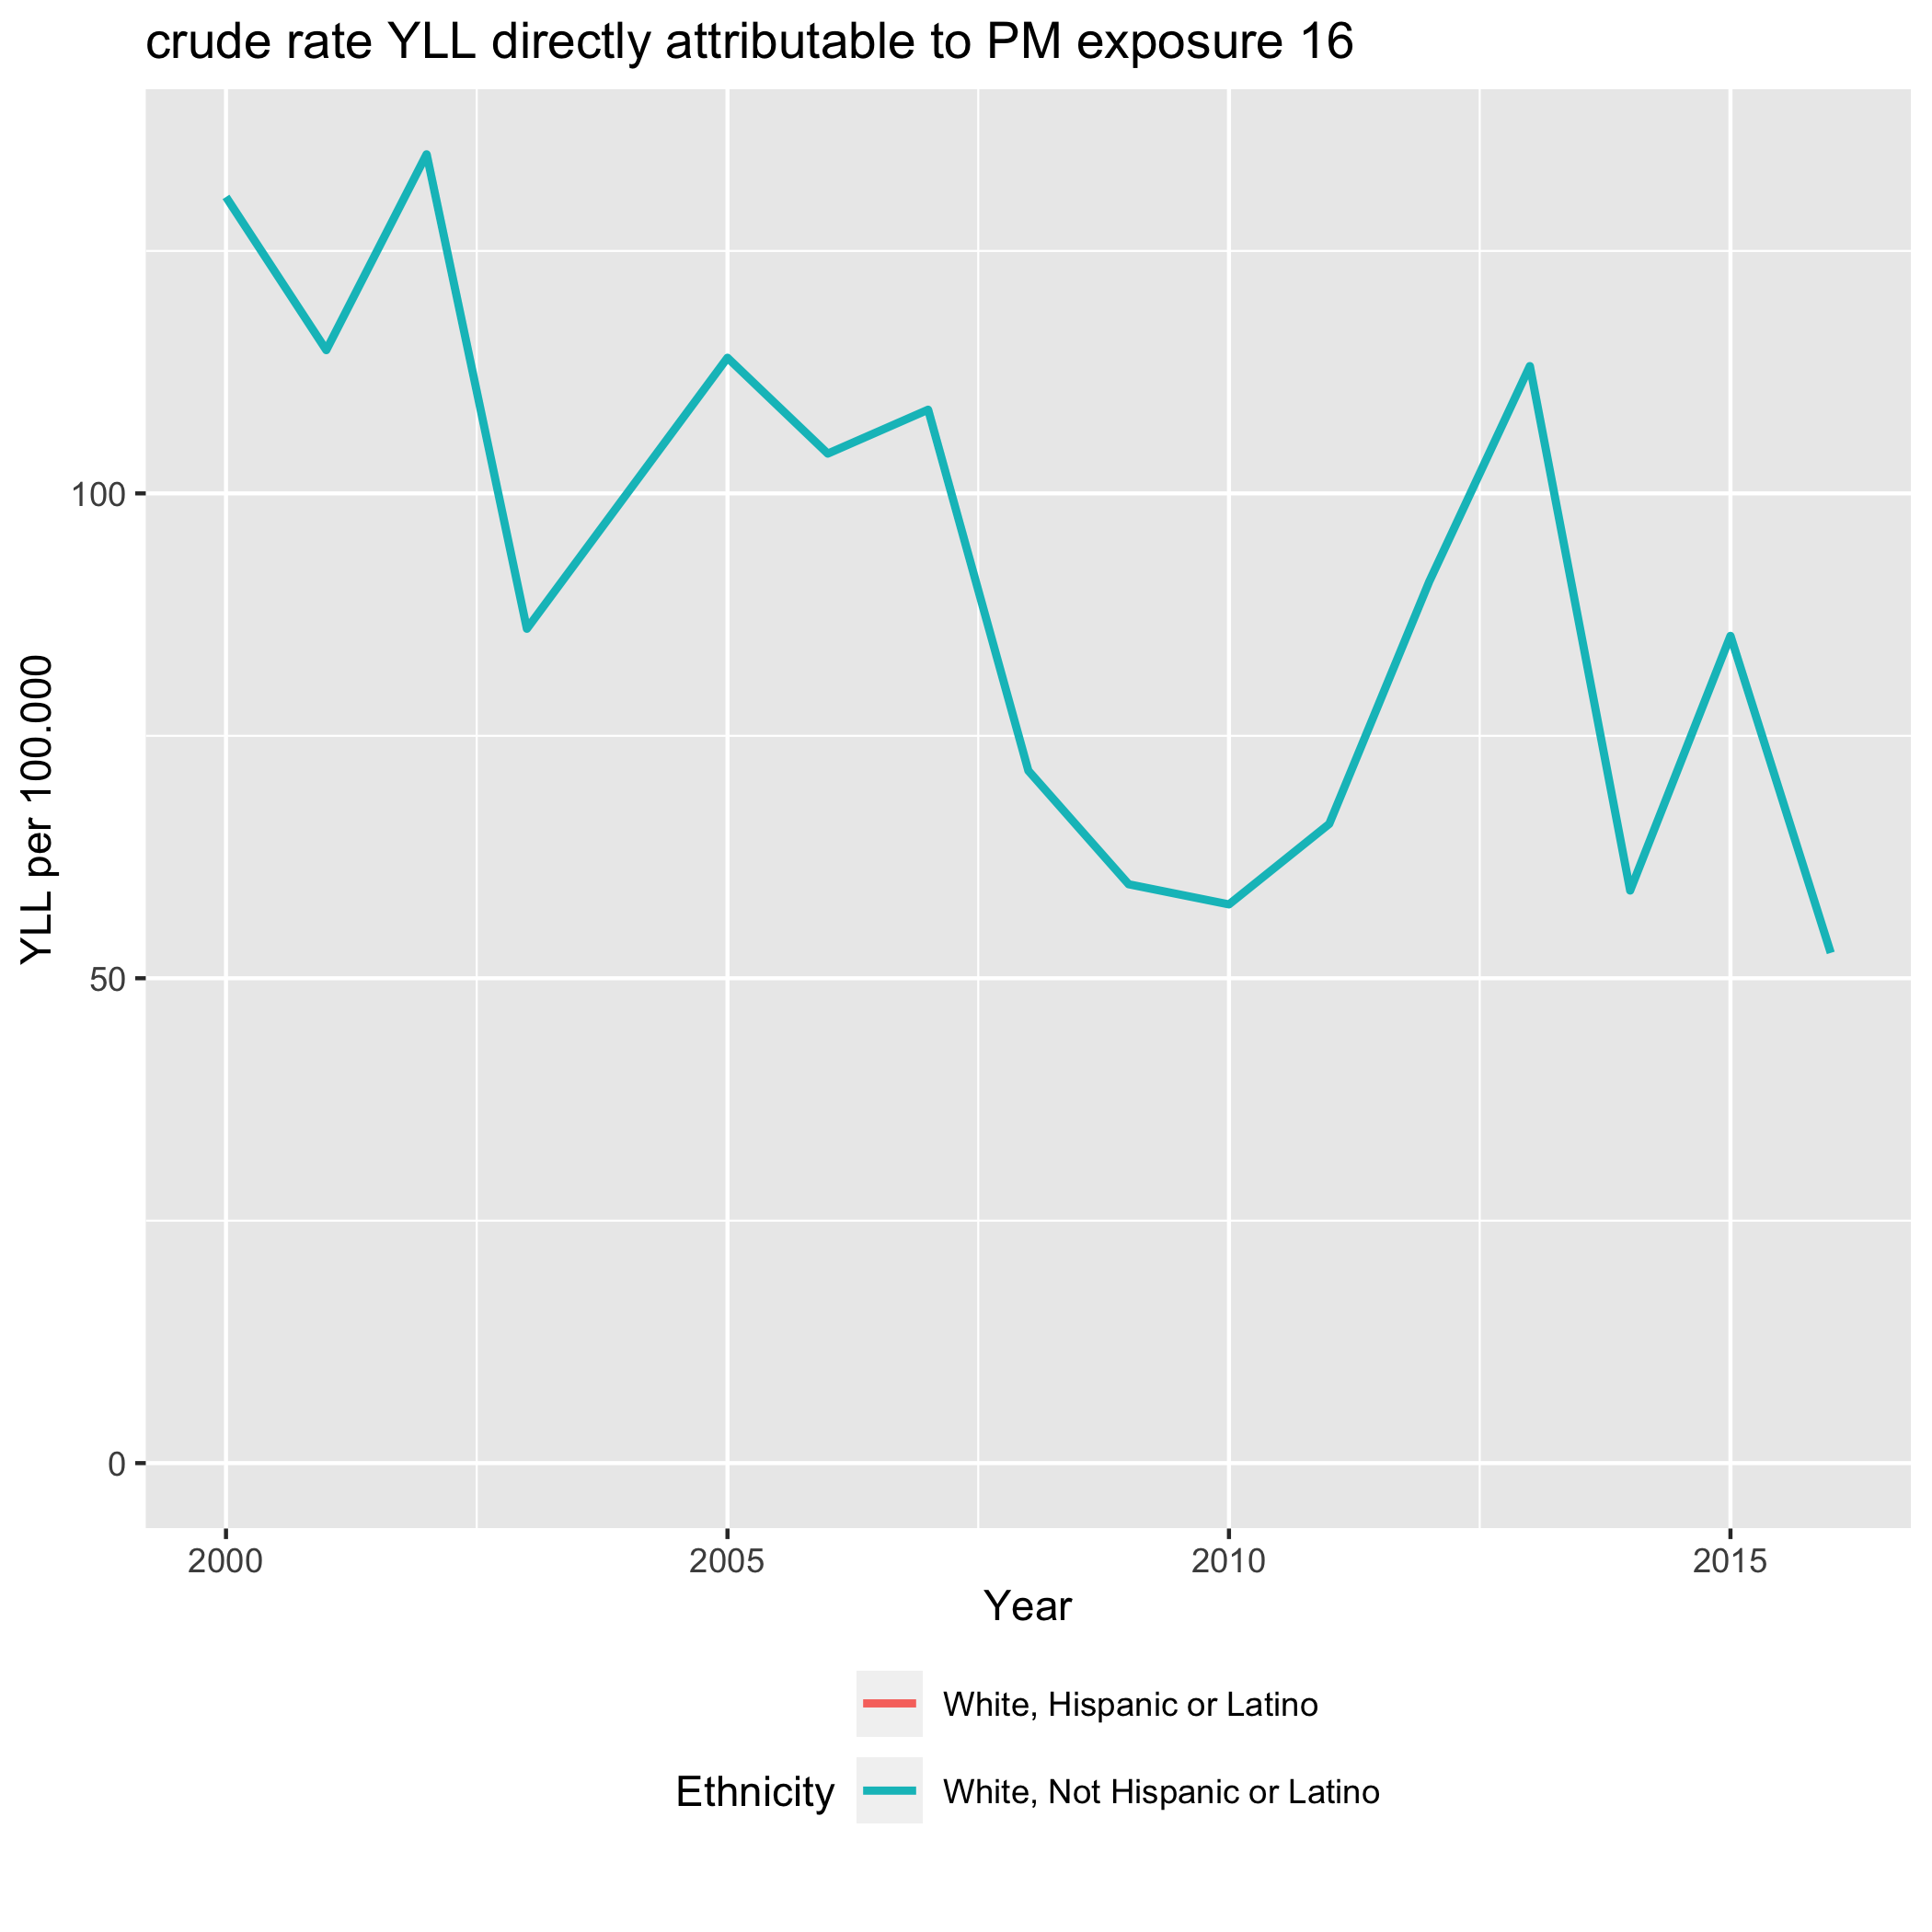 crude rate YLL directly attributable to PM exposure 16
YLL per 100.000
100
50
0
2000 2005 2010 2015
Year
Ethnicity
White, Hispanic or Latino
White, Not Hispanic or Latino